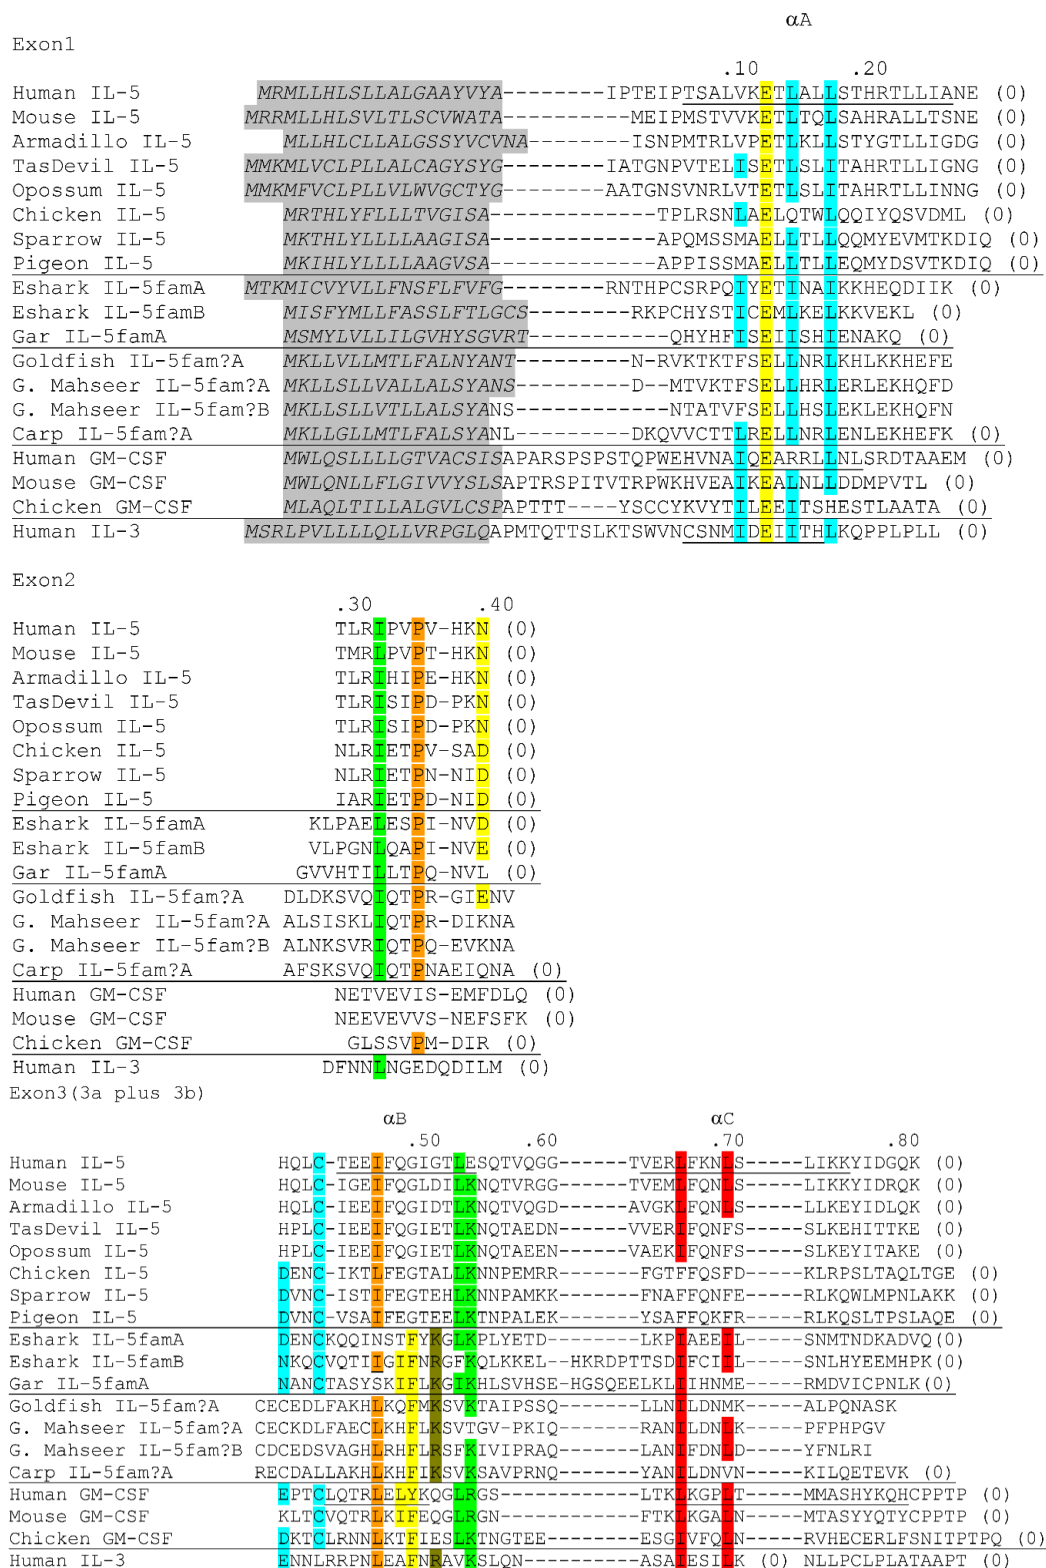 αA
Exon1
.10 .20
Human IL-5 MRMLLHLSLLALGAAYVYA--------IPTEIPTSALVKETLALLSTHRTLLIANE (0)
Mouse IL-5 MRRMLLHLSVLTLSCVWATA----------MEIPMSTVVKETLTQLSAHRALLTSNE (0)
Armadillo IL-5 MLLHLCLLALGSSYVCVNA--------ISNPMTRLVPETLKLLSTYGTLLIGDG (0)
TasDevil IL-5 MMKMLVCLPLLALCAGYSYG--------IATGNPVTELISETLSLITAHRTLLIGNG (0)
Opossum IL-5 MMKMFVCLPLLVLWVGCTYG--------AATGNSVNRLVTETLSLITAHRTLLINNG (0)
Chicken IL-5 MRTHLYFLLLTVGISA-------------TPLRSNLAELQTWLQQIYQSVDML (0)
Sparrow IL-5 MKTHLYLLLLAAGISA-------------APQMSSMAELLTLLQQMYEVMTKDIQ (0)
Pigeon IL-5 MKIHLYLLLLAAGVSA-------------APPISSMAELLTLLEQMYDSVTKDIQ (0)
Eshark IL-5famA MTKMICVYVLLFNSFLFVFG--------RNTHPCSRPQIYETINAIKKHEQDIIK (0)
Eshark IL-5famB MISFYMLLFASSLFTLGCS--------RKPCHYSTICEMLKELKKVEKL (0)
Gar IL-5famA MSMYLVLLILGVHYSGVRT-----------QHYHFISEIISHIENAKQ (0)
Goldfish IL-5fam?A MKLLVLLMTLFALNYANT---------N-RVKTKTFSELLNRLKHLKKHEFE
G. Mahseer IL-5fam?A MKLLSLLVALLALSYANS---------D--MTVKTFSELLHRLERLEKHQFD
G. Mahseer IL-5fam?B MKLLSLLVTLLALSYANS------------NTATVFSELLHSLEKLEKHQFN
Carp IL-5fam?A MKLLGLLMTLFALSYANL---------DKQVVCTTLRELLNRLENLEKHEFK (0)
Human GM-CSF MWLQSLLLLGTVACSISAPARSPSPSTQPWEHVNAIQEARRLLNLSRDTAAEM (0)
Mouse GM-CSF MWLQNLLFLGIVVYSLSAPTRSPITVTRPWKHVEAIKEALNLLDDMPVTL (0)
Chicken GM-CSF MLAQLTILLALGVLCSPAPTTT----YSCCYKVYTILEEITSHESTLAATA (0)
Human IL-3 MSRLPVLLLLQLLVRPGLQAPMTQTTSLKTSWVNCSNMIDEIITHLKQPPLPLL (0)
Exon2
.30 .40
Human IL-5 TLRIPVPV-HKN (0)
Mouse IL-5 TMRLPVPT-HKN (0)
Armadillo IL-5 TLRIHIPE-HKN (0)
TasDevil IL-5 TLRISIPD-PKN (0)
Opossum IL-5 TLRISIPD-PKN (0)
Chicken IL-5 NLRIETPV-SAD (0)
Sparrow IL-5 NLRIETPN-NID (0)
Pigeon IL-5 IARIETPD-NID (0)
Eshark IL-5famA KLPAELESPI-NVD (0)
Eshark IL-5famB VLPGNLQAPI-NVE (0)
Gar IL-5famA GVVHTILLTPQ-NVL (0)
Goldfish IL-5fam?A DLDKSVQIQTPR-GIENV
G. Mahseer IL-5fam?A ALSISKLIQTPR-DIKNA
G. Mahseer IL-5fam?B ALNKSVRIQTPQ-EVKNA
Carp IL-5fam?A AFSKSVQIQTPNAEIQNA (0)
Human GM-CSF NETVEVIS-EMFDLQ (0)
Mouse GM-CSF NEEVEVVS-NEFSFK (0)
Chicken GM-CSF GLSSVPM-DIR (0)
Human IL-3 DFNNLNGEDQDILM (0)
Exon3(3a plus 3b)
αB αC
.50 .60 .70 .80
Human IL-5 HQLC-TEEIFQGIGTLESQTVQGG------TVERLFKNLS-----LIKKYIDGQK (0)
Mouse IL-5 HQLC-IGEIFQGLDILKNQTVRGG------TVEMLFQNLS-----LIKKYIDRQK (0)
Armadillo IL-5 HQLC-IEEIFQGIDTLKNQTVQGD------AVGKLFQNLS-----LLKEYIDLQK (0)
TasDevil IL-5 HPLC-IEEIFQGIETLKNQTAEDN------VVERIFQNFS-----SLKEHITTKE (0)
Opossum IL-5 HPLC-IEEIFQGIETLKNQTAEEN------VAEKIFQNFS-----SLKEYITAKE (0)
Chicken IL-5 DENC-IKTLFEGTALLKNNPEMRR------FGTFFQSFD-----KLRPSLTAQLTGE (0)
Sparrow IL-5 DVNC-ISTIFEGTEHLKNNPAMKK------FNAFFQNFE-----RLKQWLMPNLAKK (0)
Pigeon IL-5 DVNC-VSAIFEGTEELKTNPALEK------YSAFFQKFR-----RLKQSLTPSLAQE (0)
Eshark IL-5famA DENCKQQINSTFYKGLKPLYETD-------LKPIAEEIL-----SNMTNDKADVQ(0)
Eshark IL-5famB NKQCVQTIIGIFNRGFKQLKKEL--HKRDPTTSDIFCIIL-----SNLHYEEMHPK(0)
Gar IL-5famA NANCTASYSKIFLKGIKHLSVHSE-HGSQEELKLIIHNME-----RMDVICPNLK(0)
Goldfish IL-5fam?A CECEDLFAKHLKQFMKSVKTAIPSSQ------LLNILDNMK-----ALPQNASK
G. Mahseer IL-5fam?A CECKDLFAECLKHFLKSVTGV-PKIQ------RANILDNLK-----PFPHPGV
G. Mahseer IL-5fam?B CDCEDSVAGHLRHFLRSFKIVIPRAQ------LANIFDNLD-----YFNLRI
Carp IL-5fam?A RECDALLAKHLKHFIKSVKSAVPRNQ------YANILDNVN-----KILQETEVK (0)
Human GM-CSF EPTCLQTRLELYKQGLRGS-------LTKLKGPLT-----MMASHYKQHCPPTP (0)
Mouse GM-CSF KLTCVQTRLKIFEQGLRGN-------FTKLKGALN-----MTASYYQTYCPPTP (0)
Chicken GM-CSF DKTCLRNNLKTFIESLKTNGTEE------ESGIVFQLN-----RVHECERLFSNITPTPQ (0)
Human IL-3 ENNLRRPNLEAFNRAVKSLQN------ASAIESILK (0) NLLPCLPLATAAPT (0)